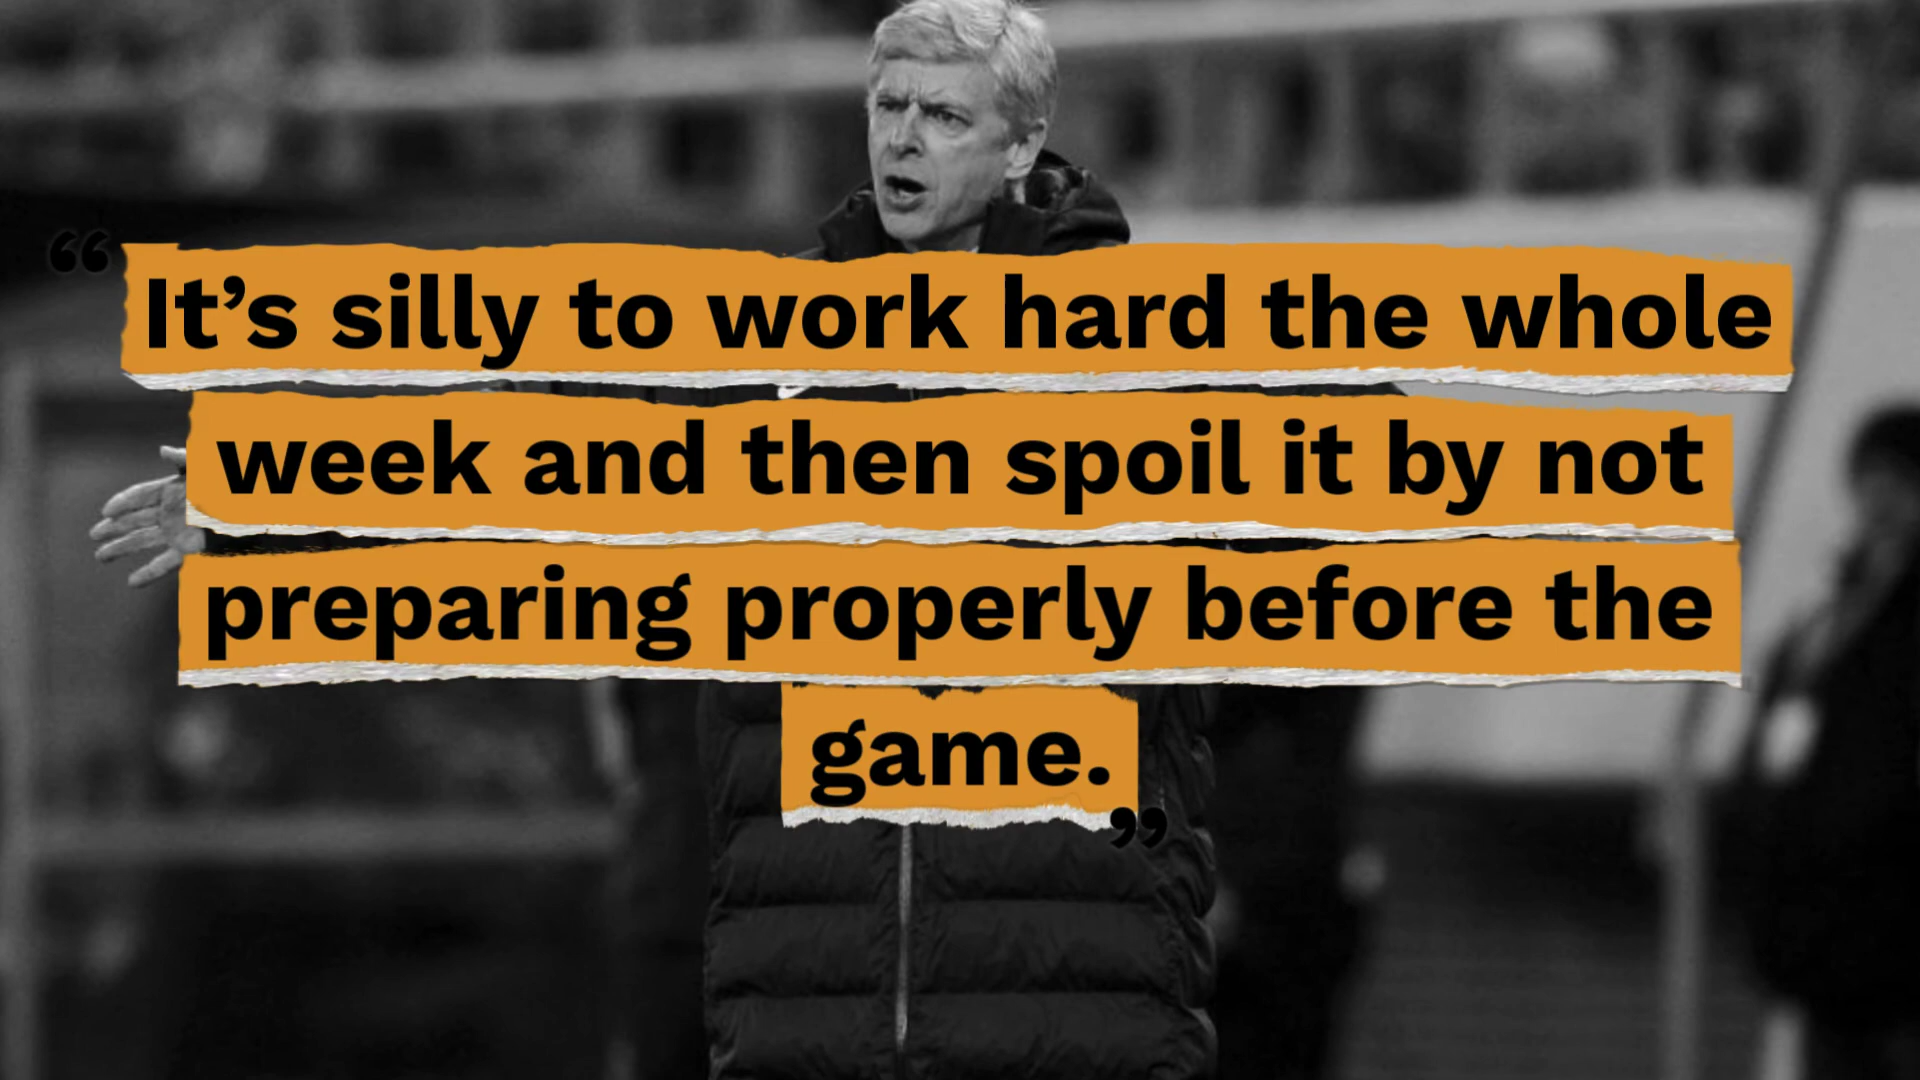 “It’s silly to work hard the whole
week and then spoil it by not
preparing properly before the
game.”